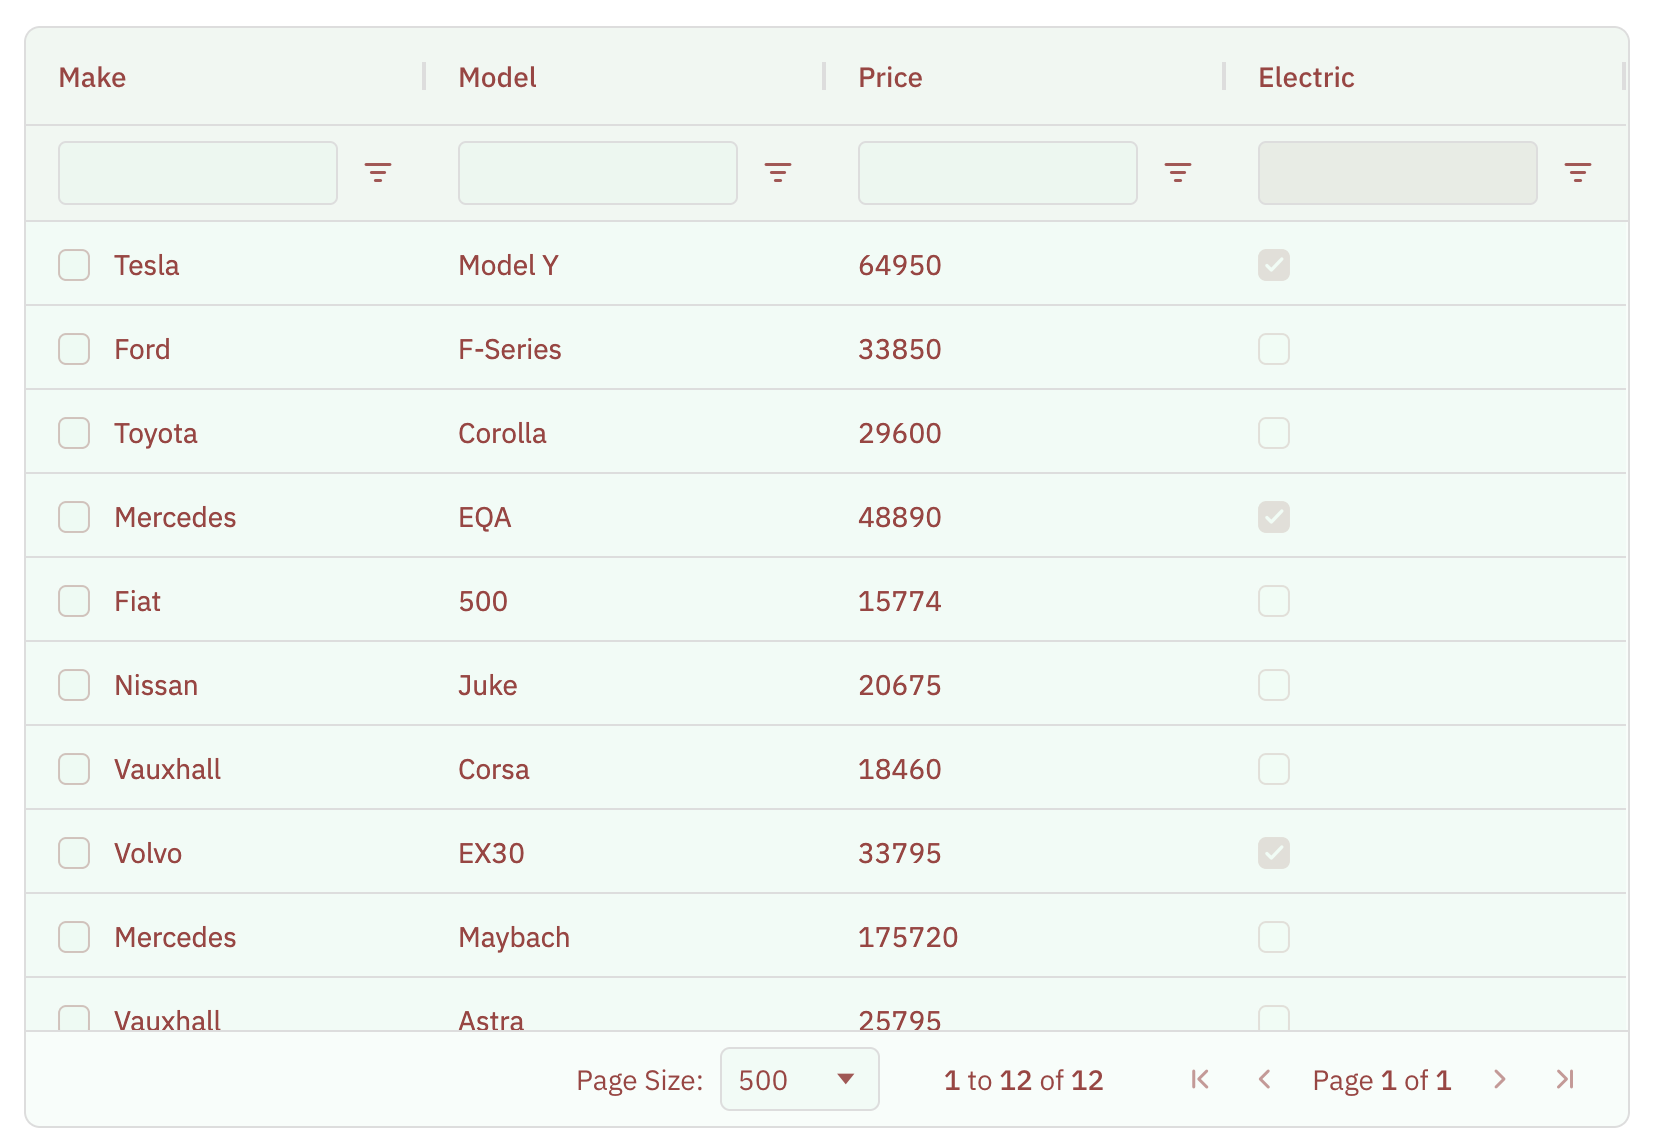 Make Model Price Electric
Tesla Model Y 64950
Ford F-Series 33850
Toyota Corolla 29600
Mercedes EQA 48890
Fiat 500 15774
Nissan Juke 20675
Vauxhall Corsa 18460
Volvo EX30 33795
Mercedes Maybach 175720
Vauxhall Astra 25795
Page Size: 500 1 to 12 of 12 Page 1 of 1